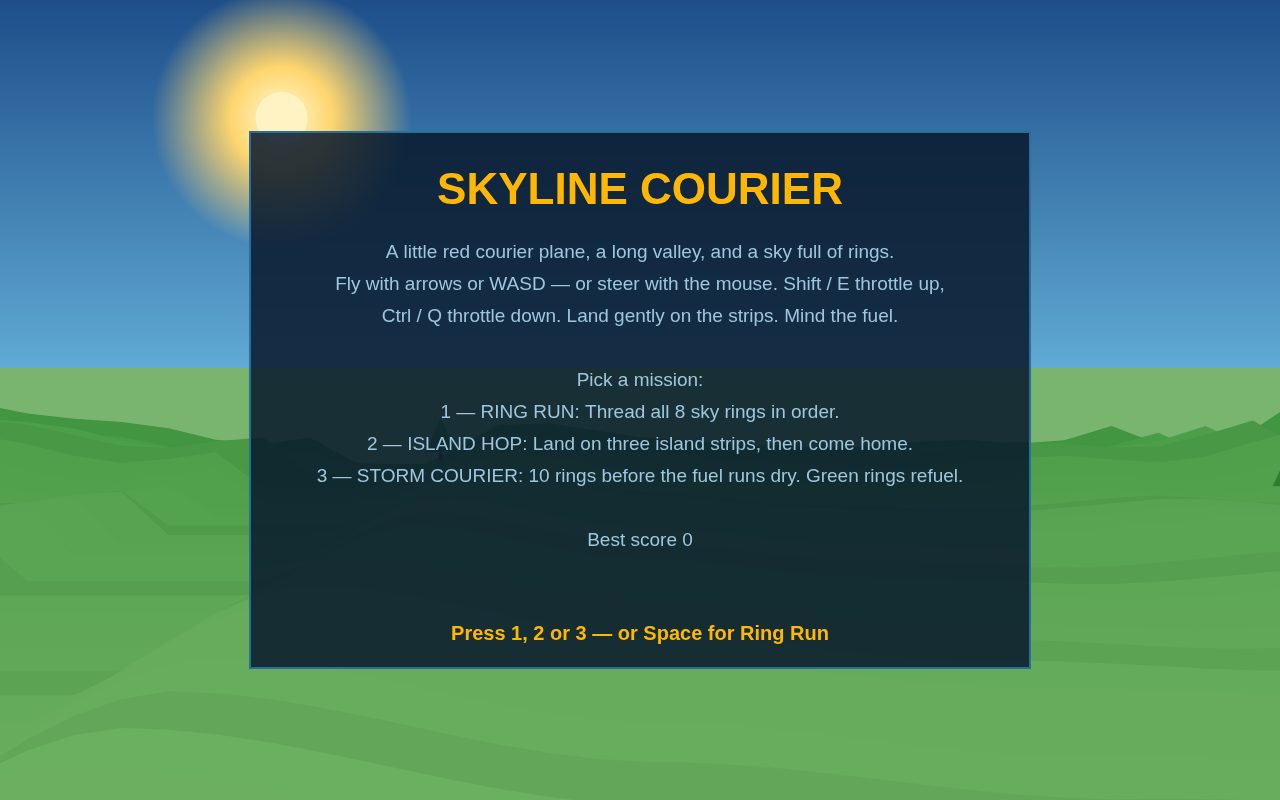 SKYLINE COURIER
A little red courier plane, a long valley, and a sky full of rings.
Fly with arrows or WASD — or steer with the mouse. Shift / E throttle up,
Ctrl / Q throttle down. Land gently on the strips. Mind the fuel.
Pick a mission:
1 — RING RUN: Thread all 8 sky rings in order.
2 — ISLAND HOP: Land on three island strips, then come home.
3 — STORM COURIER: 10 rings before the fuel runs dry. Green rings refuel.
Best score 0
Press 1, 2 or 3 — or Space for Ring Run